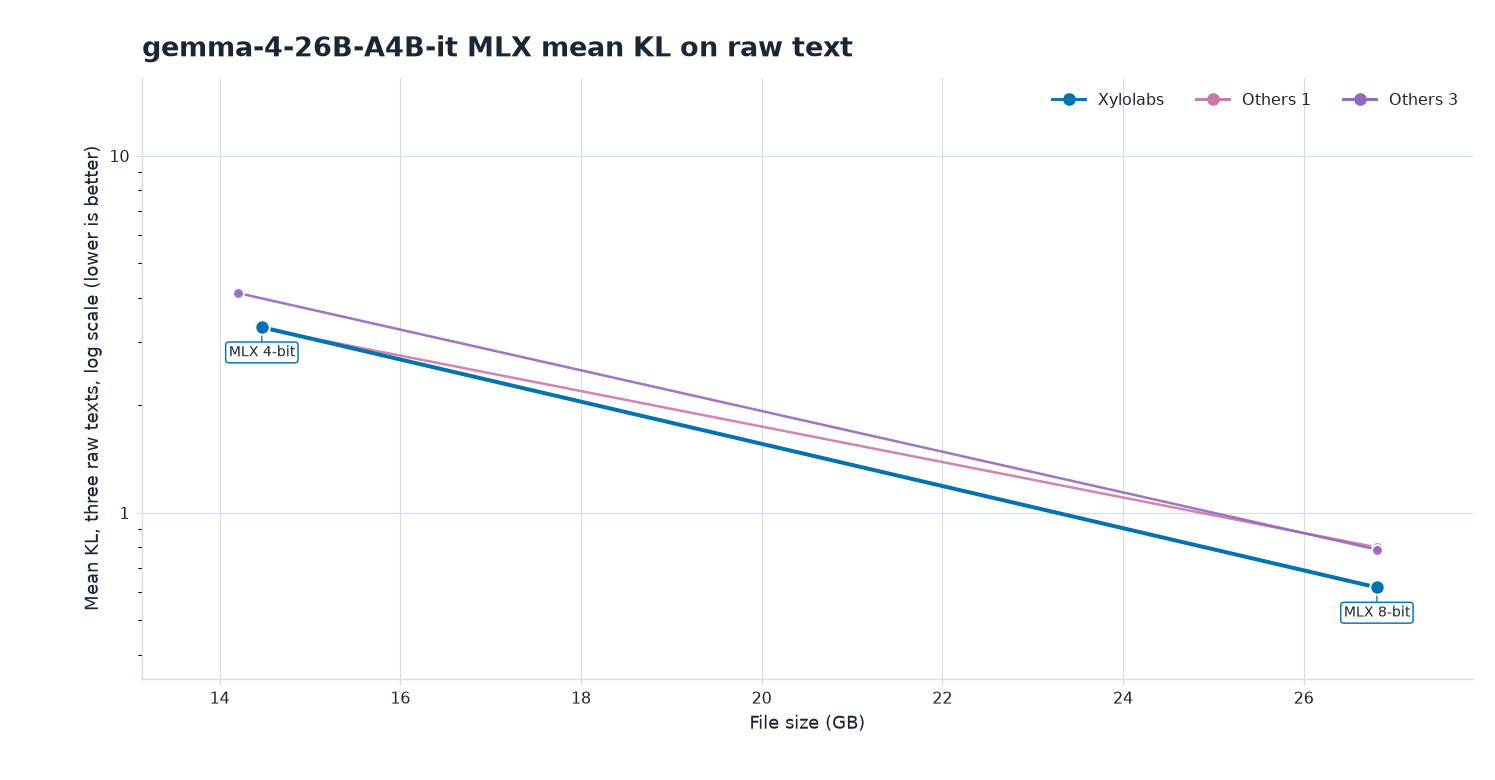 gemma-4-26B-A4B-it MLX mean KL on raw text
Xylolabs
Others 1
Others 3
Mean KL, three raw texts, log scale (lower is better)
10
1
MLX 4-bit
MLX 8-bit
14
16
18
20
22
24
26
File size (GB)